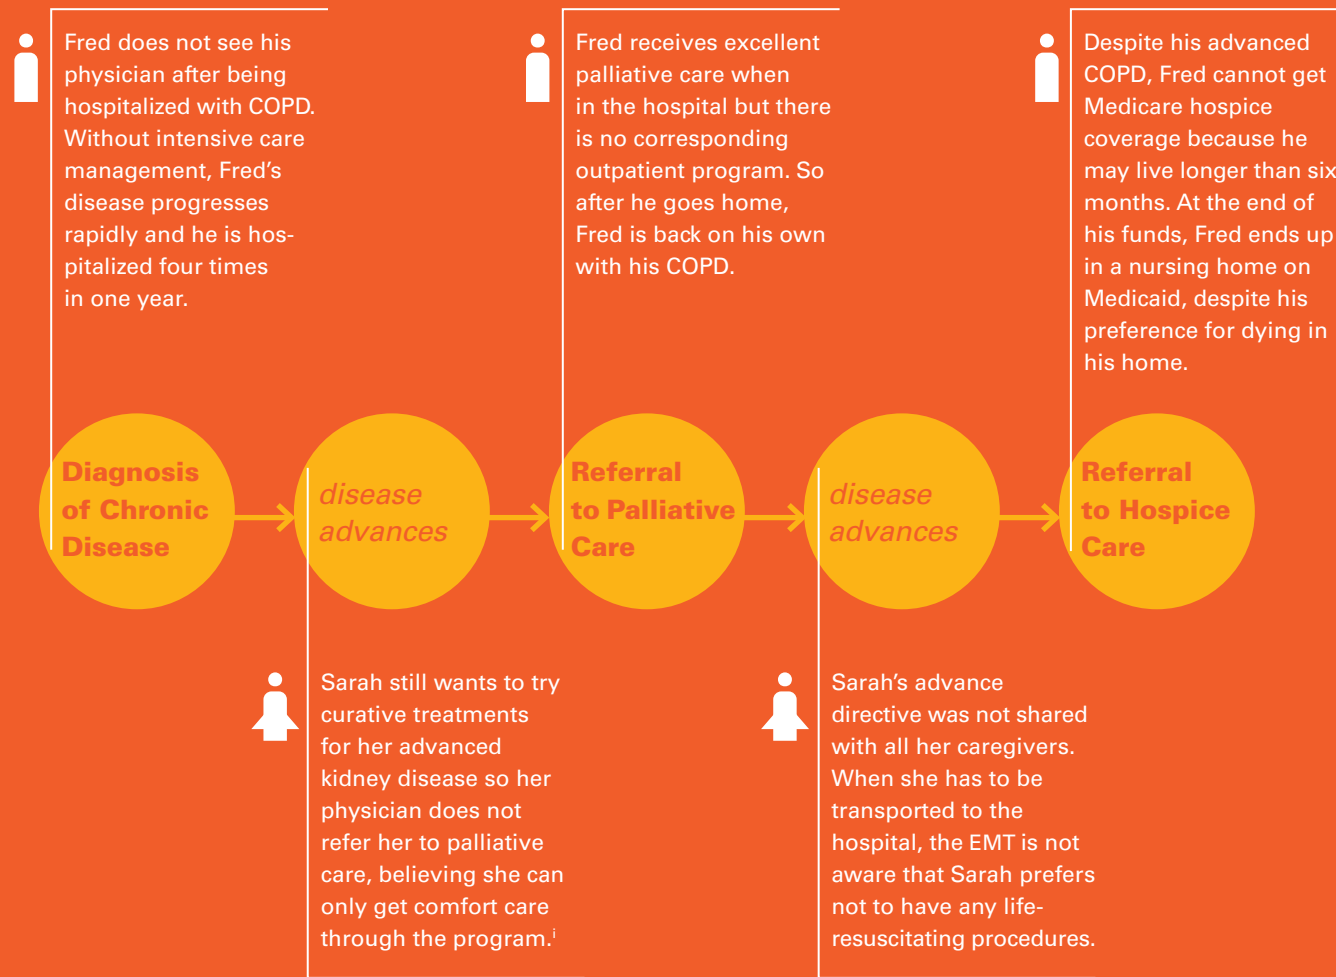 Fred does not see his
physician after being
hospitalized with COPD.
Without intensive care
management, Fred's
disease progresses
rapidly and he is hos-
pitalized four times
in one year.
Fred receives excellent
palliative care when
in the hospital but there
is no corresponding
outpatient program. So
after he goes home,
Fred is back on his own
with his COPD.
Despite his advanced
COPD, Fred cannot get
Medicare hospice
coverage because he
may live longer than six
months. At the end of
his funds, Fred ends up
in a nursing home on
Medicaid, despite his
preference for dying in
his home.
Diagnosis
of Chronic
Disease
disease
advances
Referral
to Palliative
Care
disease
advances
Referral
to Hospice
Care
Sarah still wants to try
curative treatments
for her advanced
kidney disease so her
physician does not
refer her to palliative
care, believing she can
only get comfort care
through the program.i
Sarah's advance
directive was not shared
with all her caregivers.
When she has to be
transported to the
hospital, the EMT is not
aware that Sarah prefers
not to have any life-
resuscitating procedures.